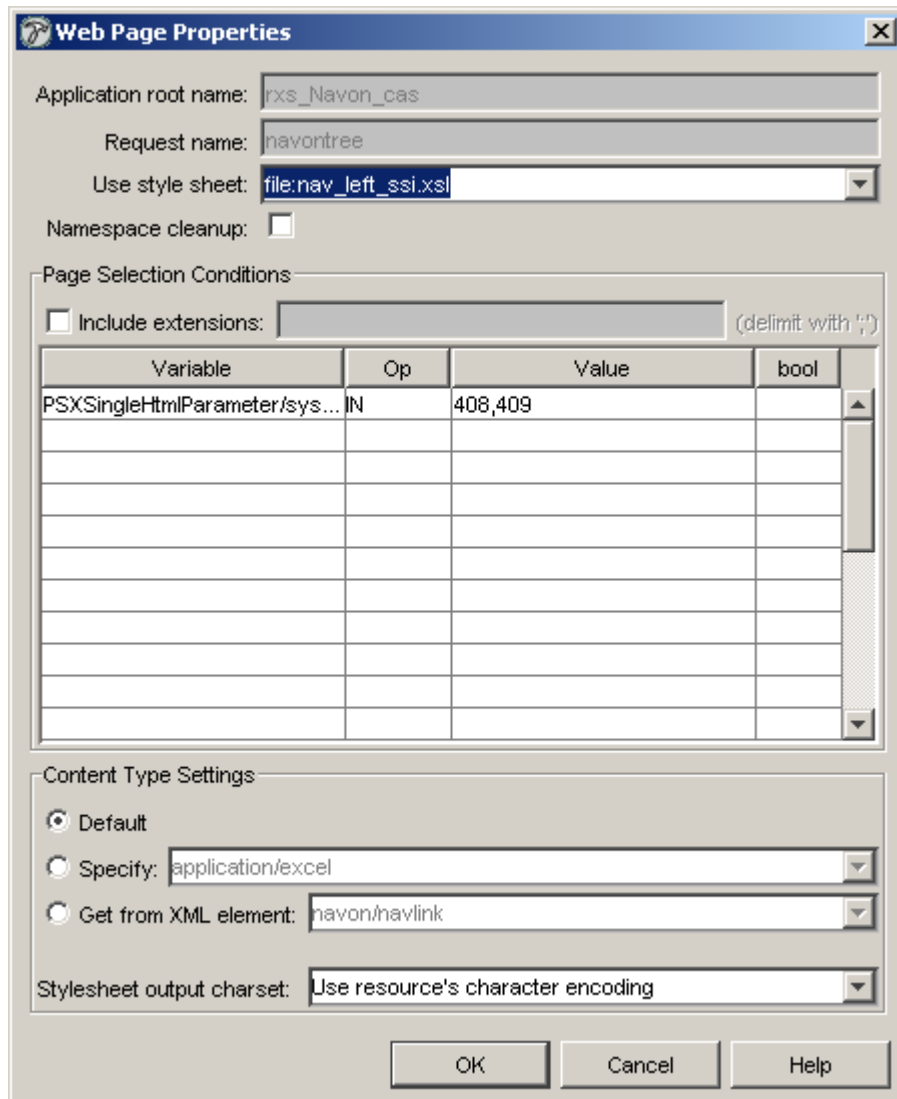 Web Page Properties
Application root name: rxs_Navon_cas
Request name: navontree
Use style sheet: file:nav_left_ssi.xsl
Namespace cleanup:
Page Selection Conditions
Include extensions: (delimit with ';')
Variable Op Value bool
PSXSingleHtmlParameter/sys... IN 408,409
Content Type Settings
Default
Specify: application/excel
Get from XML element: navon/navlink
Stylesheet output charset: Use resource's character encoding
OK Cancel Help